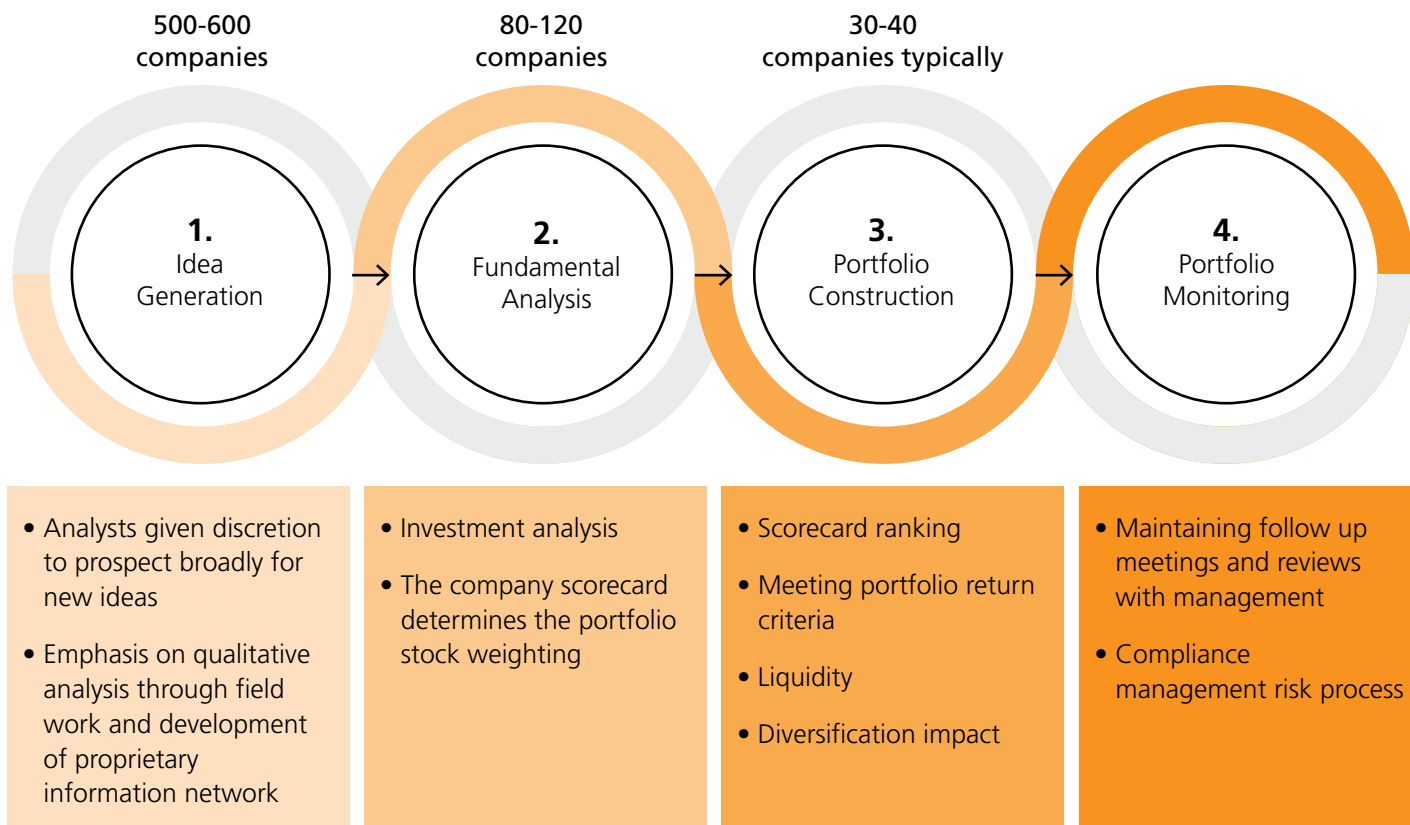 500-600
companies
80-120
companies
30-40
companies typically
1.
Idea
Generation
2.
Fundamental
Analysis
3.
Portfolio
Construction
4.
Portfolio
Monitoring
• Analysts given discretion
to prospect broadly for
new ideas
• Emphasis on qualitative
analysis through field
work and development
of proprietary
information network
• Investment analysis
• The company scorecard
determines the portfolio
stock weighting
• Scorecard ranking
• Meeting portfolio return
criteria
• Liquidity
• Diversification impact
• Maintaining follow up
meetings and reviews
with management
• Compliance
management risk process